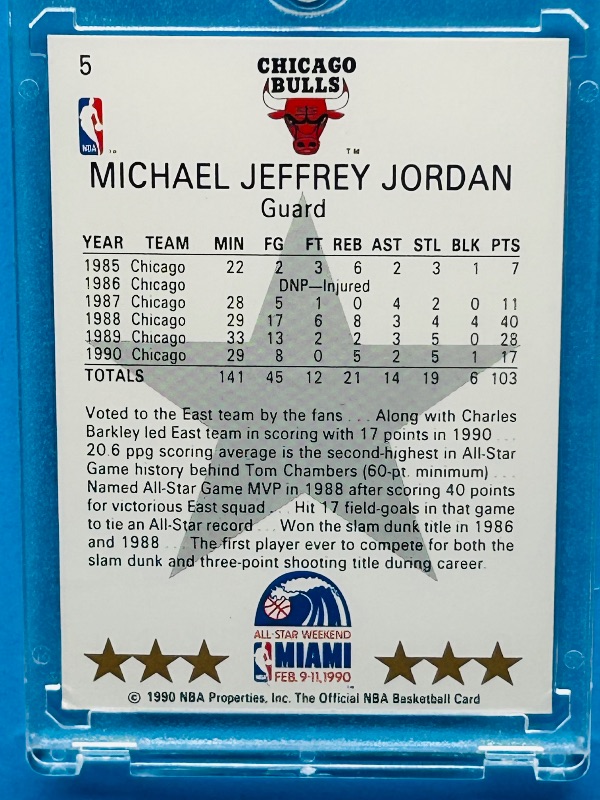 5
CHICAGO
BULLS
NBA
TM
MICHAEL JEFFREY JORDAN
Guard
YEAR TEAM MIN FG FT REB AST STL BLK PTS
1985 Chicago 22 2 3 6 2 3 1 7
1986 Chicago DNP—Injured
1987 Chicago 28 5 1 0 4 2 0 11
1988 Chicago 29 17 6 8 3 4 4 40
1989 Chicago 33 13 2 2 3 5 0 28
1990 Chicago 29 8 0 5 2 5 1 17
TOTALS 141 45 12 21 14 19 6 103
Voted to the East team by the fans . . . Along with Charles
Barkley led East team in scoring with 17 points in 1990 . . .
20.6 ppg scoring average is the second-highest in All-Star
Game history behind Tom Chambers (60-pt. minimum) . . .
Named All-Star Game MVP in 1988 after scoring 40 points
for victorious East squad . . . Hit 17 field-goals in that game
to tie an All-Star record . . . Won the slam dunk title in 1986
and 1988 . . . The first player ever to compete for both the
slam dunk and three-point shooting title during career.
ALL-STAR WEEKEND
MIAMI
FEB. 9-11, 1990
© 1990 NBA Properties, Inc. The Official NBA Basketball Card